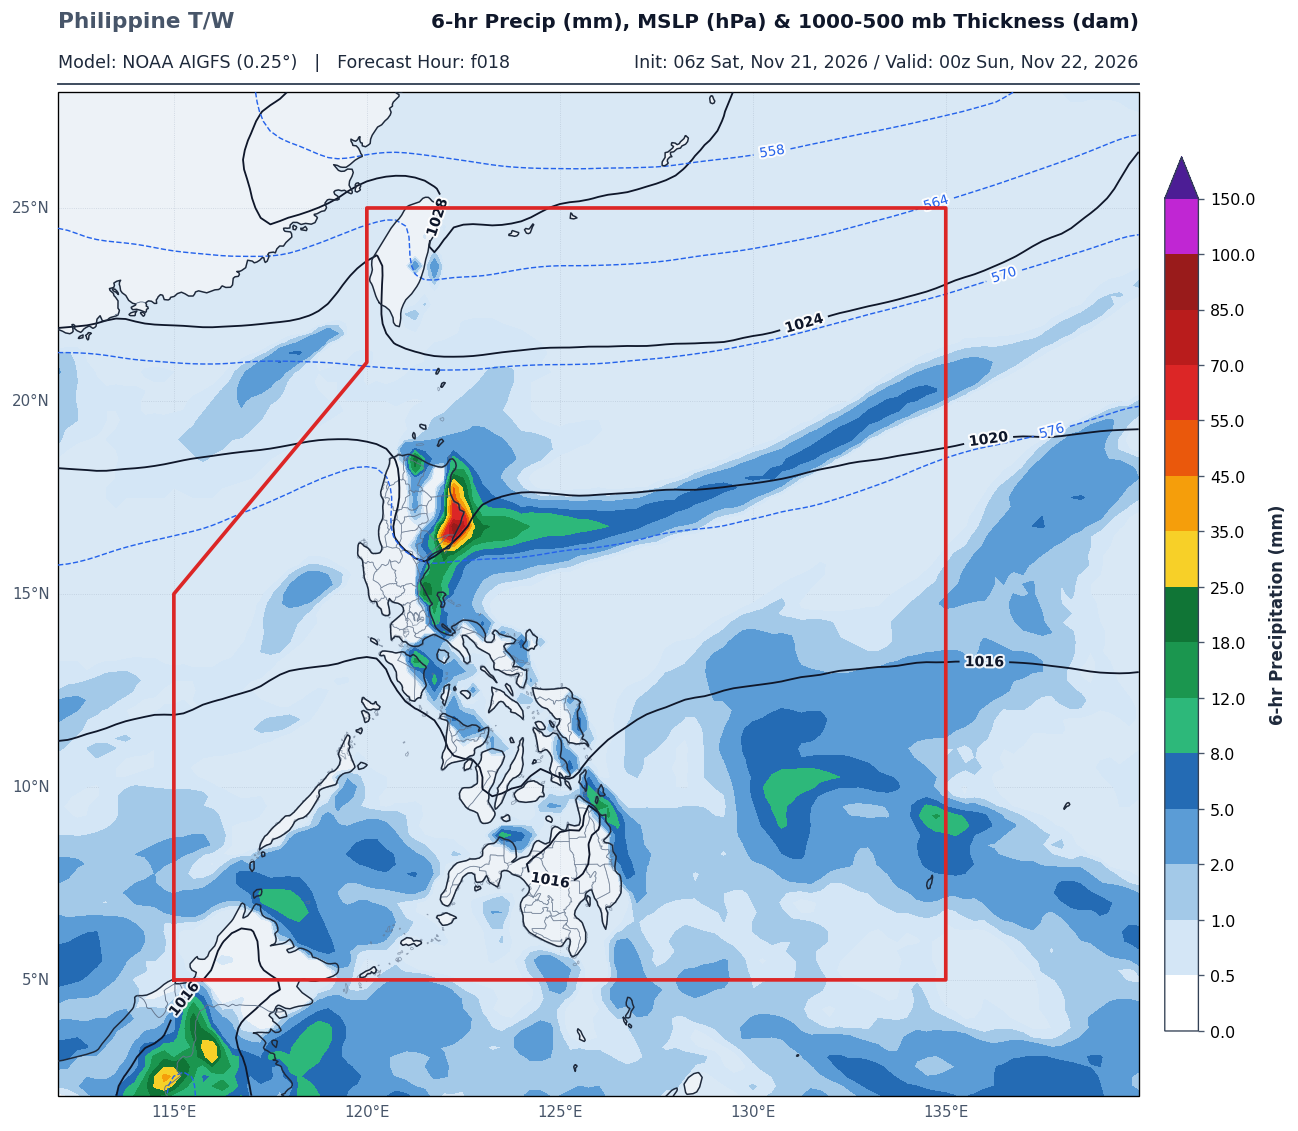 Philippine T/W
6-hr Precip (mm), MSLP (hPa) & 1000-500 mb Thickness (dam)
Model: NOAA AIGFS (0.25°) | Forecast Hour: f018
Init: 06z Sat, Nov 21, 2026 / Valid: 00z Sun, Nov 22, 2026
558
564
570
576
1028
1024
1020
1016
1016
1016
25°N
20°N
15°N
10°N
5°N
115°E
120°E
125°E
130°E
135°E
150.0
100.0
85.0
70.0
55.0
45.0
35.0
25.0
18.0
12.0
8.0
5.0
2.0
1.0
0.5
0.0
6-hr Precipitation (mm)